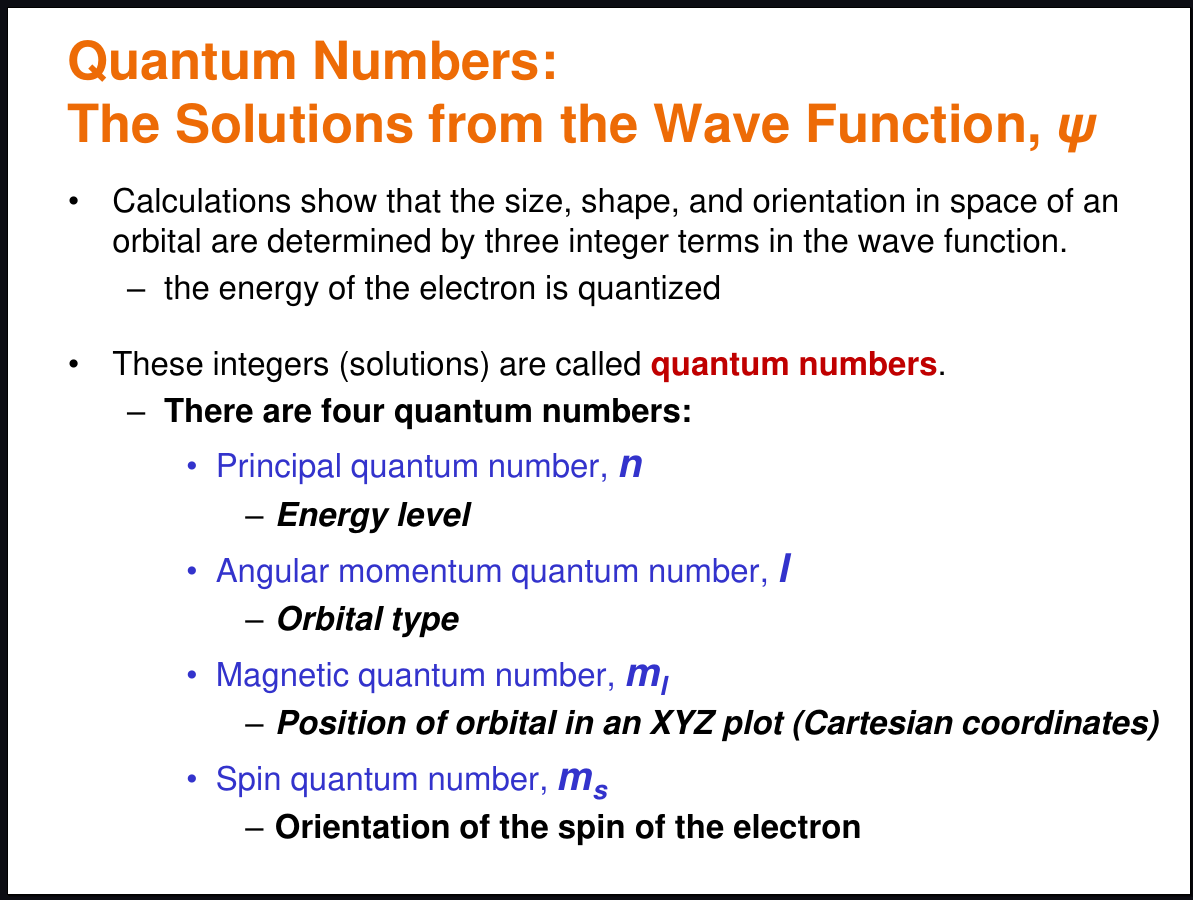 Quantum Numbers:
The Solutions from the Wave Function, ψ
• Calculations show that the size, shape, and orientation in space of an
orbital are determined by three integer terms in the wave function.
– the energy of the electron is quantized
• These integers (solutions) are called quantum numbers.
– There are four quantum numbers:
• Principal quantum number, n
– Energy level
• Angular momentum quantum number, l
– Orbital type
• Magnetic quantum number, mₗ
– Position of orbital in an XYZ plot (Cartesian coordinates)
• Spin quantum number, mₛ
– Orientation of the spin of the electron